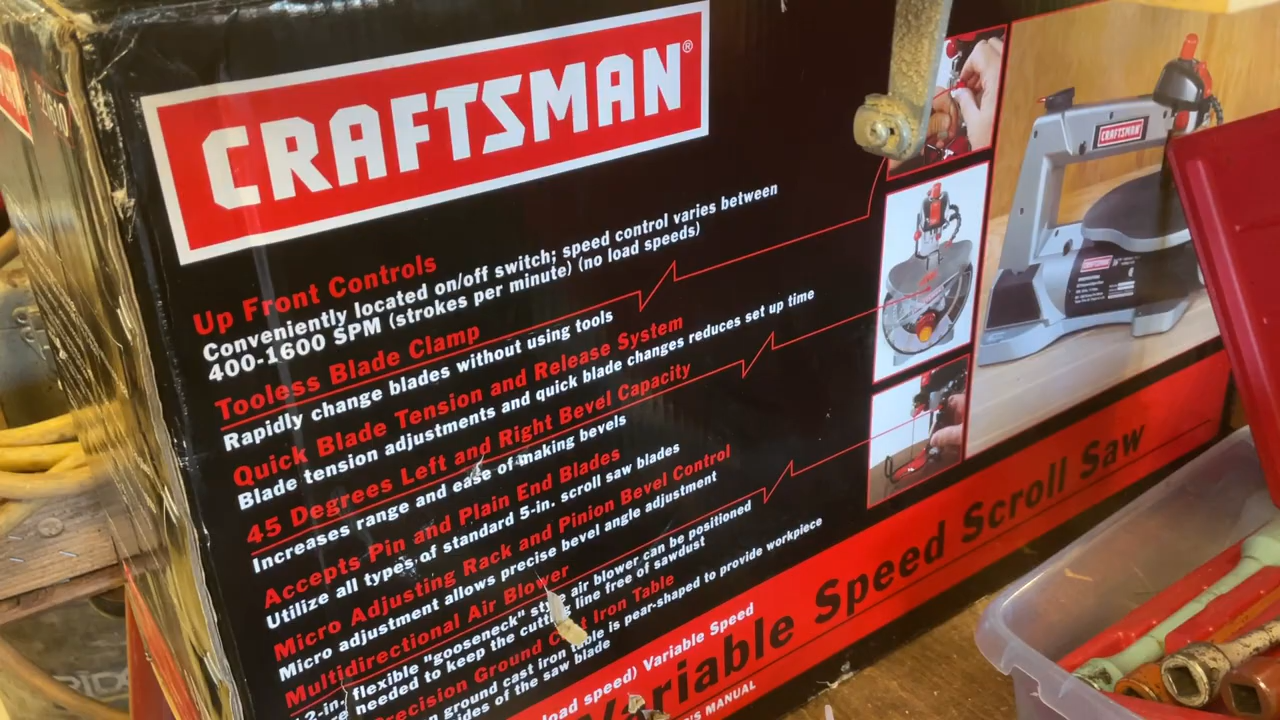 CRAFTSMAN®
Up Front Controls
Conveniently located on/off switch; speed control varies between
400-1600 SPM (strokes per minute) (no load speeds)
Tooless Blade Clamp
Rapidly change blades without using tools
Quick Blade Tension and Release System
Blade tension adjustments and quick blade changes reduces set up time
45 Degrees Left and Right Bevel Capacity
Increases range and ease of making bevels
Accepts Pin and Plain End Blades
Utilize all types of standard 5-in. scroll saw blades
Micro Adjusting Rack and Pinion Bevel Control
Micro adjustment allows precise bevel angle adjustment
Multidirectional Air Blower
flexible "gooseneck" style air blower can be positioned
needed to keep the cutting line free of sawdust
Precision Ground Cast Iron Table
ground cast iron table is pear-shaped to provide workpiece
sides of the saw blade
load speed) Variable Speed
Variable Speed Scroll Saw
MANUAL
CRAFTSMAN
CRAFTSMAN